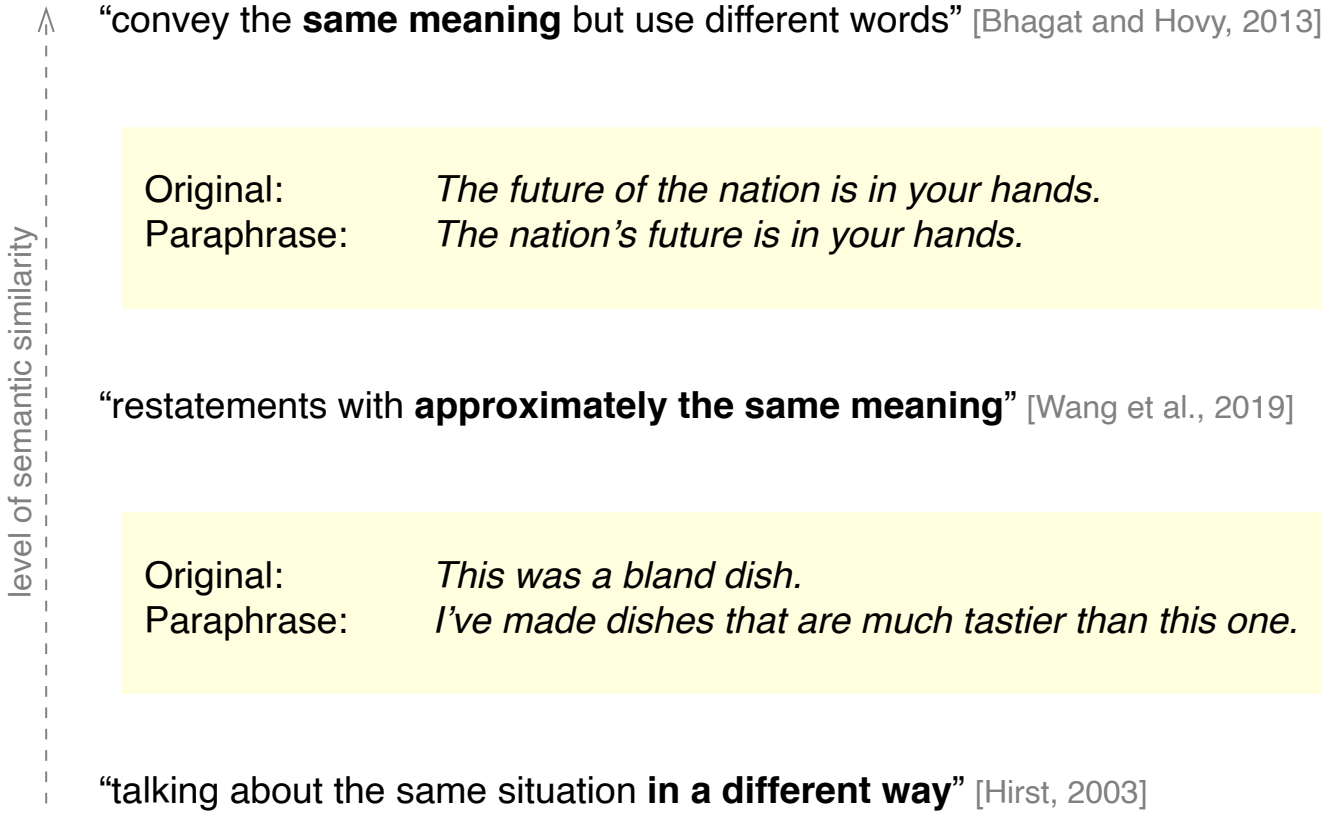 “convey the same meaning but use different words” [Bhagat and Hovy, 2013]
Original: The future of the nation is in your hands.
Paraphrase: The nation’s future is in your hands.
level of semantic similarity
“restatements with approximately the same meaning” [Wang et al., 2019]
Original: This was a bland dish.
Paraphrase: I’ve made dishes that are much tastier than this one.
“talking about the same situation in a different way” [Hirst, 2003]